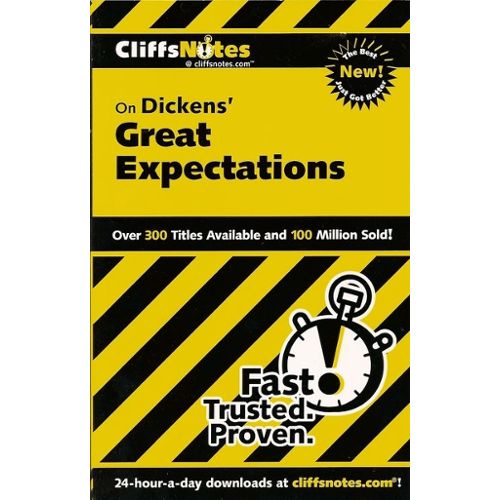 CliffsNotes
@ cliffsnotes.com™
The Best
New!
Just Got Better
On Dickens'
Great
Expectations
Over 300 Titles Available and 100 Million Sold!
Fast.
Trusted.
Proven.
24-hour-a-day downloads at cliffsnotes.com®!